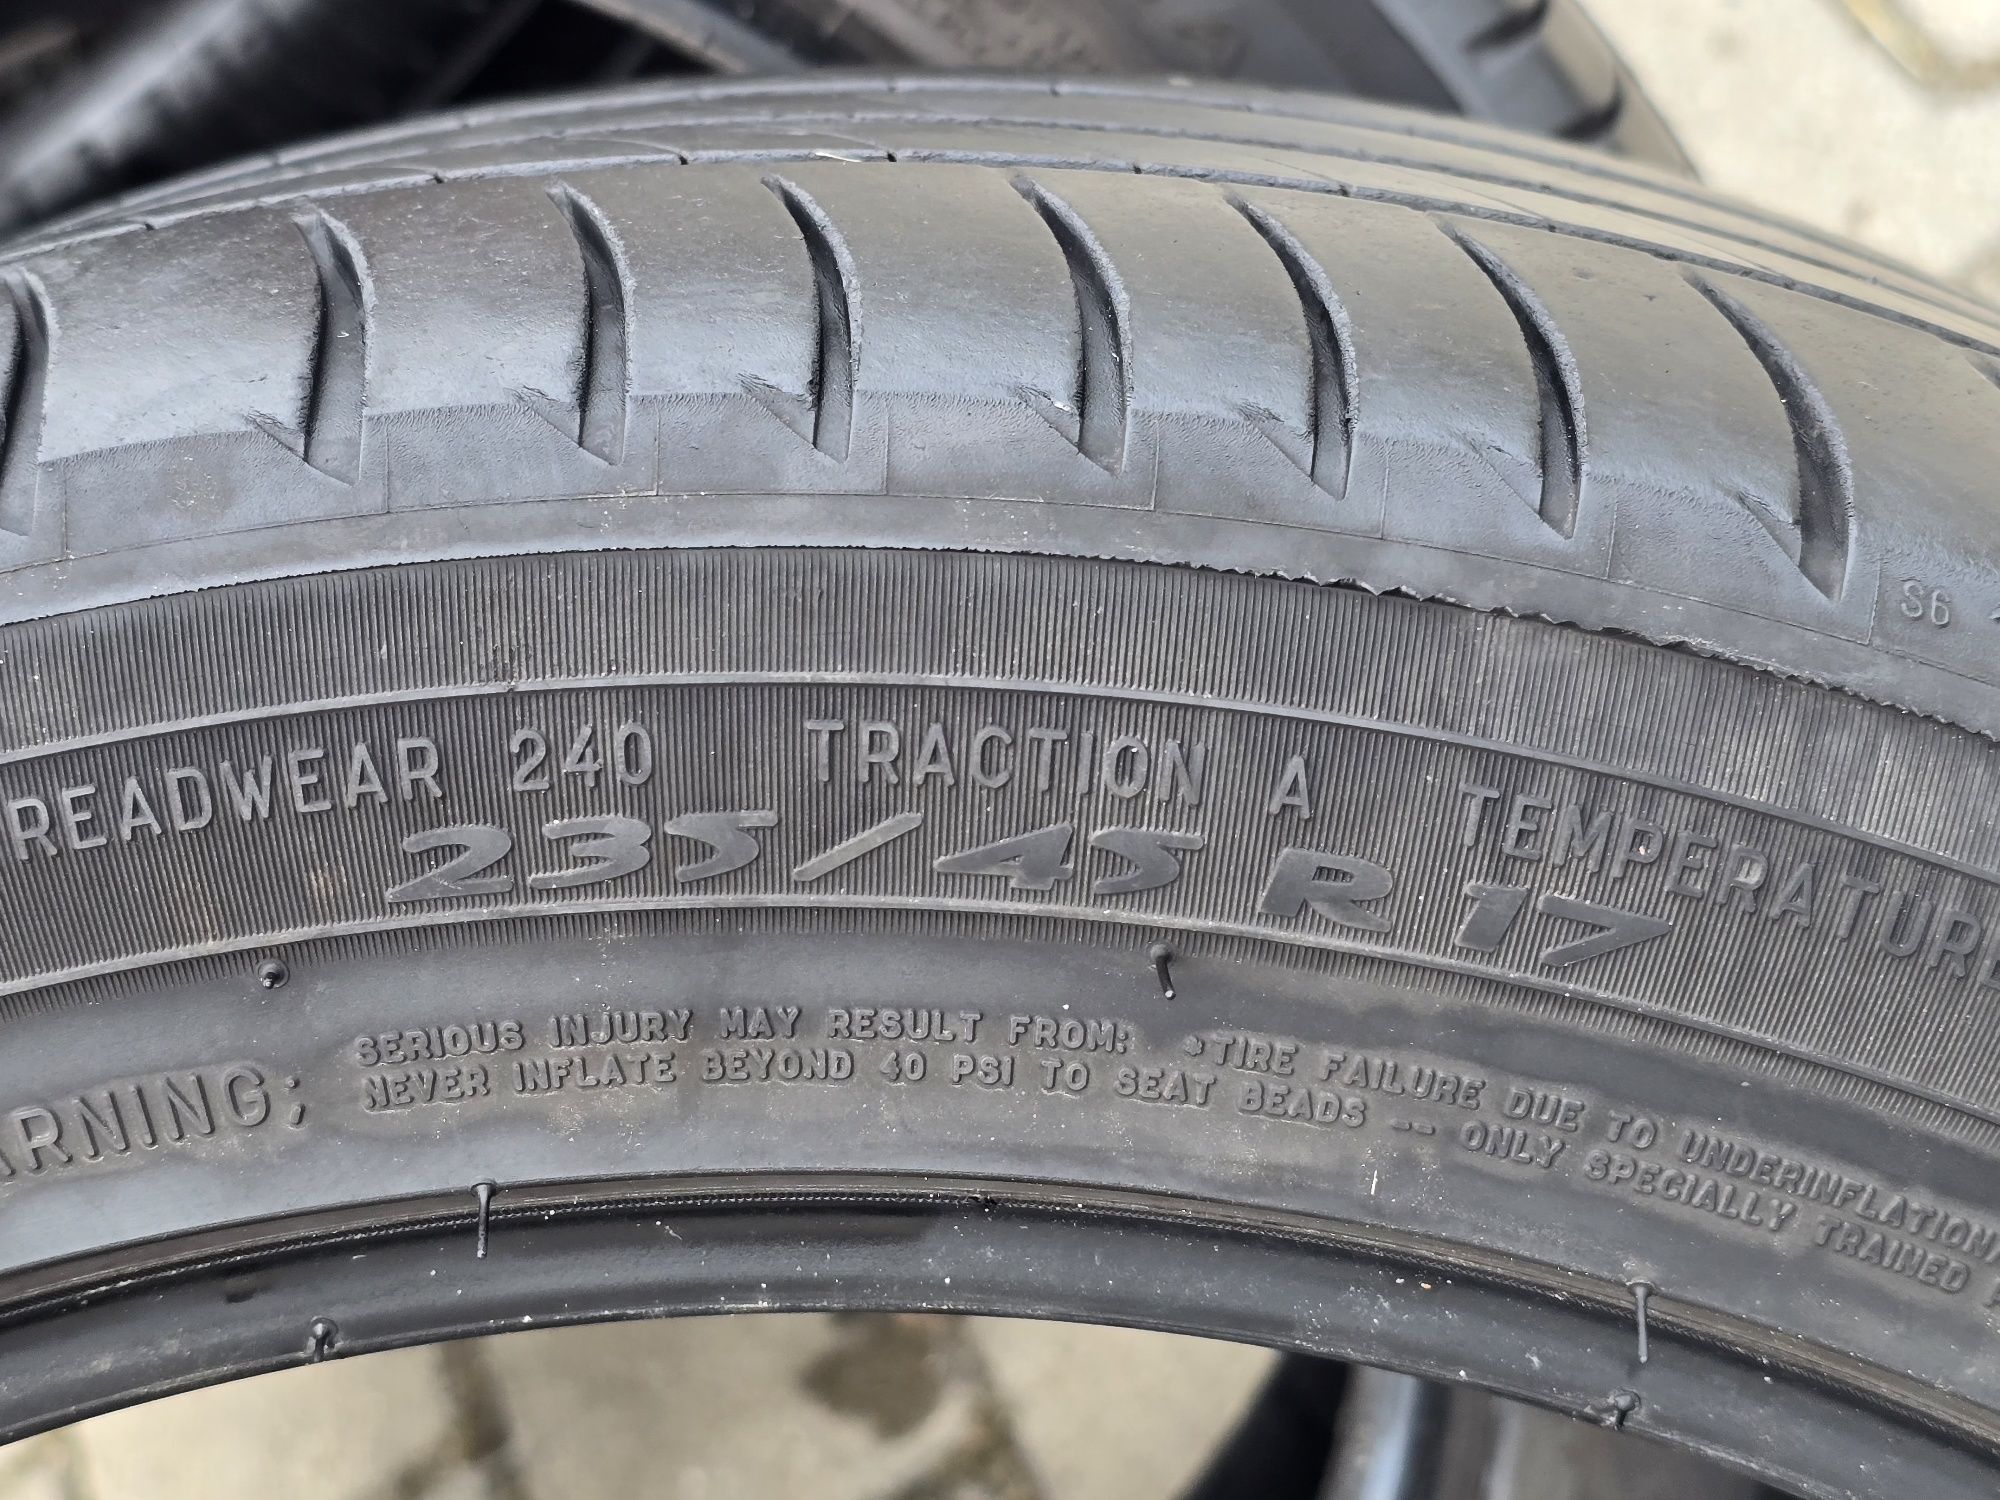 S6
READWEAR 240 TRACTION A TEMPERATURE
235/45 R 17
ARNING:
SERIOUS INJURY MAY RESULT FROM: *TIRE FAILURE DUE TO UNDERINFLATION/
NEVER INFLATE BEYOND 40 PSI TO SEAT BEADS -- ONLY SPECIALLY TRAINED P